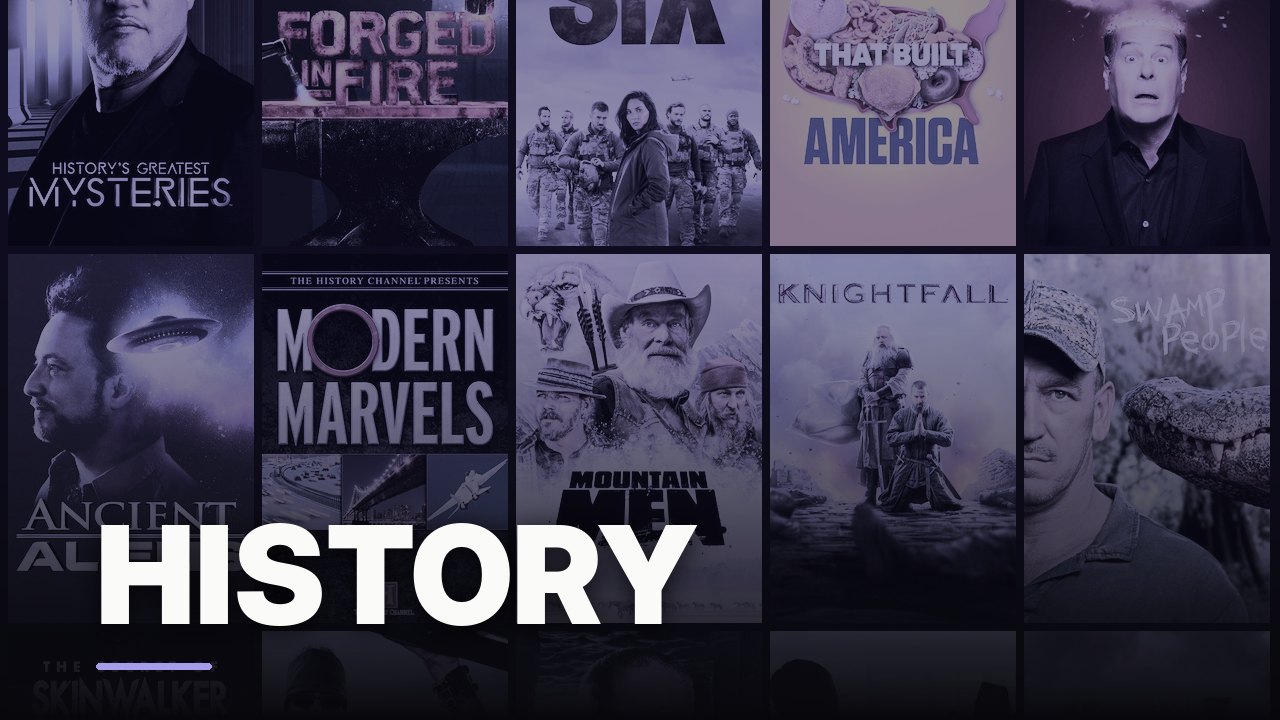 HISTORY'S GREATEST
MYSTERIES
FORGED
IN FIRE
SIX
THAT BUILT
AMERICA
ANCIENT
THE HISTORY CHANNEL PRESENTS
MODERN
MARVELS
MOUNTAIN
MEN
KNIGHTFALL
SWAMP
PEOPLE
HISTORY
THE
SKINWALKER